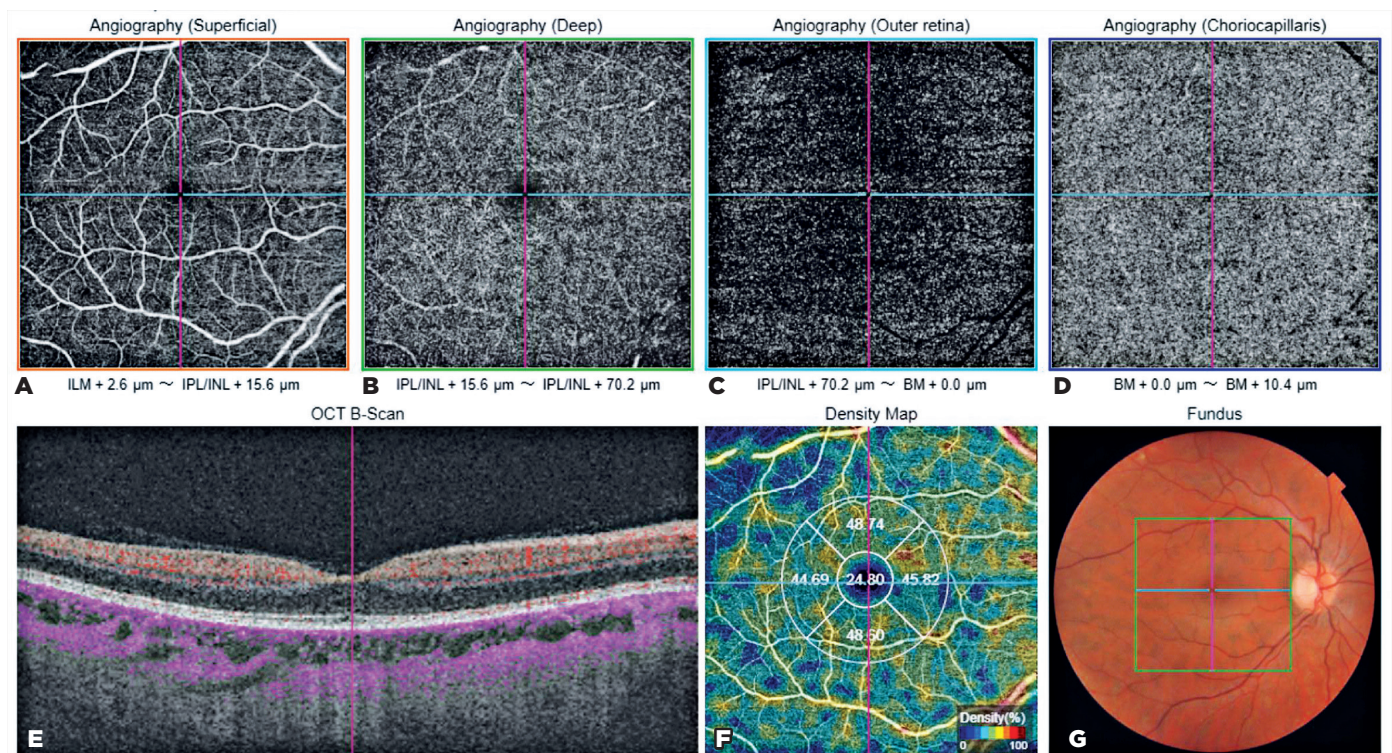 Angiography (Superficial)
Angiography (Deep)
Angiography (Outer retina)
Angiography (Choriocapillaris)
A
ILM + 2.6 µm ~ IPL/INL + 15.6 µm
B
IPL/INL + 15.6 µm ~ IPL/INL + 70.2 µm
C
IPL/INL + 70.2 µm ~ BM + 0.0 µm
D
BM + 0.0 µm ~ BM + 10.4 µm
OCT B-Scan
Density Map
Fundus
48.74
44.69
24.80
45.82
48.60
Density(%)
0
100
E
F
G